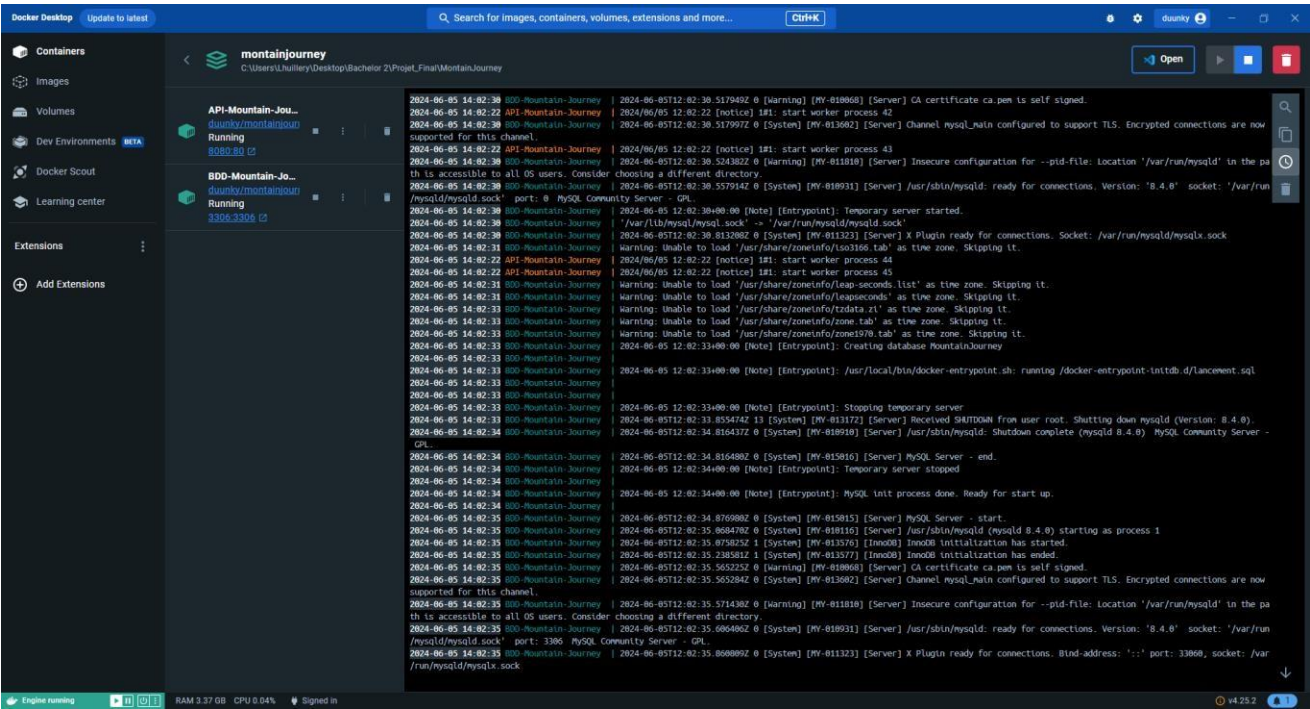 Docker Desktop Update to latest
Search for images, containers, volumes, extensions and more... Ctrl+K
duunky
Containers
Images
Volumes
Dev Environments BETA
Docker Scout
Learning center
Extensions
Add Extensions
montainjourney
C:\Users\Lhuillery\Desktop\Bachelor 2\Projet_Final\MontainJourney
Open
API-Mountain-Jou...
duunky/montainjoun
Running
8080:80
BDD-Mountain-Jo...
duunky/montainjoun
Running
3306:3306
2024-06-05 14:02:30 BDD-Mountain-Journey | 2024-06-05T12:02:30.517949Z 0 [Warning] [MY-010068] [Server] CA certificate ca.pem is self signed.
2024-06-05 14:02:22 API-Mountain-Journey | 2024/06/05 12:02:22 [notice] 1#1: start worker process 42
2024-06-05 14:02:30 BDD-Mountain-Journey | 2024-06-05T12:02:30.517997Z 0 [System] [MY-013602] [Server] Channel mysql_main configured to support TLS. Encrypted connections are now
supported for this channel.
2024-06-05 14:02:22 API-Mountain-Journey | 2024/06/05 12:02:22 [notice] 1#1: start worker process 43
2024-06-05 14:02:30 BDD-Mountain-Journey | 2024-06-05T12:02:30.524382Z 0 [Warning] [MY-011810] [Server] Insecure configuration for --pid-file: Location '/var/run/mysqld' in the pa
th is accessible to all OS users. Consider choosing a different directory.
2024-06-05 14:02:30 BDD-Mountain-Journey | 2024-06-05T12:02:30.557914Z 0 [System] [MY-010931] [Server] /usr/sbin/mysqld: ready for connections. Version: '8.4.0' socket: '/var/run
/mysqld/mysqld.sock' port: 0 MySQL Community Server - GPL.
2024-06-05 14:02:30 BDD-Mountain-Journey | 2024-06-05 12:02:30+00:00 [Note] [Entrypoint]: Temporary server started.
2024-06-05 14:02:30 BDD-Mountain-Journey | '/var/lib/mysql/mysql.sock' -> '/var/run/mysqld/mysqld.sock'
2024-06-05 14:02:30 BDD-Mountain-Journey | 2024-06-05T12:02:30.813208Z 0 [System] [MY-011323] [Server] X Plugin ready for connections. Socket: /var/run/mysqld/mysqlx.sock
2024-06-05 14:02:31 BDD-Mountain-Journey | Warning: Unable to load '/usr/share/zoneinfo/iso3166.tab' as time zone. Skipping it.
2024-06-05 14:02:22 API-Mountain-Journey | 2024/06/05 12:02:22 [notice] 1#1: start worker process 44
2024-06-05 14:02:22 API-Mountain-Journey | 2024/06/05 12:02:22 [notice] 1#1: start worker process 45
2024-06-05 14:02:31 BDD-Mountain-Journey | Warning: Unable to load '/usr/share/zoneinfo/leap-seconds.list' as time zone. Skipping it.
2024-06-05 14:02:31 BDD-Mountain-Journey | Warning: Unable to load '/usr/share/zoneinfo/leapseconds' as time zone. Skipping it.
2024-06-05 14:02:33 BDD-Mountain-Journey | Warning: Unable to load '/usr/share/zoneinfo/tzdata.zi' as time zone. Skipping it.
2024-06-05 14:02:33 BDD-Mountain-Journey | Warning: Unable to load '/usr/share/zoneinfo/zone.tab' as time zone. Skipping it.
2024-06-05 14:02:33 BDD-Mountain-Journey | Warning: Unable to load '/usr/share/zoneinfo/zone1970.tab' as time zone. Skipping it.
2024-06-05 14:02:33 BDD-Mountain-Journey | 2024-06-05 12:02:33+00:00 [Note] [Entrypoint]: Creating database MountainJourney
2024-06-05 14:02:33 BDD-Mountain-Journey |
2024-06-05 14:02:33 BDD-Mountain-Journey | 2024-06-05 12:02:33+00:00 [Note] [Entrypoint]: /usr/local/bin/docker-entrypoint.sh: running /docker-entrypoint-initdb.d/lancement.sql
2024-06-05 14:02:33 BDD-Mountain-Journey |
2024-06-05 14:02:33 BDD-Mountain-Journey |
2024-06-05 14:02:33 BDD-Mountain-Journey | 2024-06-05 12:02:33+00:00 [Note] [Entrypoint]: Stopping temporary server
2024-06-05 14:02:33 BDD-Mountain-Journey | 2024-06-05T12:02:33.855474Z 13 [System] [MY-013172] [Server] Received SHUTDOWN from user root. Shutting down mysqld (Version: 8.4.0).
2024-06-05 14:02:34 BDD-Mountain-Journey | 2024-06-05T12:02:34.816437Z 0 [System] [MY-010910] [Server] /usr/sbin/mysqld: Shutdown complete (mysqld 8.4.0) MySQL Community Server -
GPL.
2024-06-05 14:02:34 BDD-Mountain-Journey | 2024-06-05T12:02:34.816480Z 0 [System] [MY-015016] [Server] MySQL Server - end.
2024-06-05 14:02:34 BDD-Mountain-Journey | 2024-06-05 12:02:34+00:00 [Note] [Entrypoint]: Temporary server stopped
2024-06-05 14:02:34 BDD-Mountain-Journey |
2024-06-05 14:02:34 BDD-Mountain-Journey | 2024-06-05 12:02:34+00:00 [Note] [Entrypoint]: MySQL init process done. Ready for start up.
2024-06-05 14:02:34 BDD-Mountain-Journey |
2024-06-05 14:02:35 BDD-Mountain-Journey | 2024-06-05T12:02:34.876980Z 0 [System] [MY-015015] [Server] MySQL Server - start.
2024-06-05 14:02:35 BDD-Mountain-Journey | 2024-06-05T12:02:35.068470Z 0 [System] [MY-010116] [Server] /usr/sbin/mysqld (mysqld 8.4.0) starting as process 1
2024-06-05 14:02:35 BDD-Mountain-Journey | 2024-06-05T12:02:35.075825Z 1 [System] [MY-013576] [InnoDB] InnoDB initialization has started.
2024-06-05 14:02:35 BDD-Mountain-Journey | 2024-06-05T12:02:35.238581Z 1 [System] [MY-013577] [InnoDB] InnoDB initialization has ended.
2024-06-05 14:02:35 BDD-Mountain-Journey | 2024-06-05T12:02:35.565225Z 0 [Warning] [MY-010068] [Server] CA certificate ca.pem is self signed.
2024-06-05 14:02:35 BDD-Mountain-Journey | 2024-06-05T12:02:35.565284Z 0 [System] [MY-013602] [Server] Channel mysql_main configured to support TLS. Encrypted connections are now
supported for this channel.
2024-06-05 14:02:35 BDD-Mountain-Journey | 2024-06-05T12:02:35.571430Z 0 [Warning] [MY-011810] [Server] Insecure configuration for --pid-file: Location '/var/run/mysqld' in the pa
th is accessible to all OS users. Consider choosing a different directory.
2024-06-05 14:02:35 BDD-Mountain-Journey | 2024-06-05T12:02:35.606406Z 0 [System] [MY-010931] [Server] /usr/sbin/mysqld: ready for connections. Version: '8.4.0' socket: '/var/run
/mysqld/mysqld.sock' port: 3306 MySQL Community Server - GPL.
2024-06-05 14:02:35 BDD-Mountain-Journey | 2024-06-05T12:02:35.860809Z 0 [System] [MY-011323] [Server] X Plugin ready for connections. Bind-address: '::' port: 33060, socket: /var
/run/mysqld/mysqlx.sock
Engine running
RAM 3.37 GB CPU 0.04% Signed in
v4.25.2
1